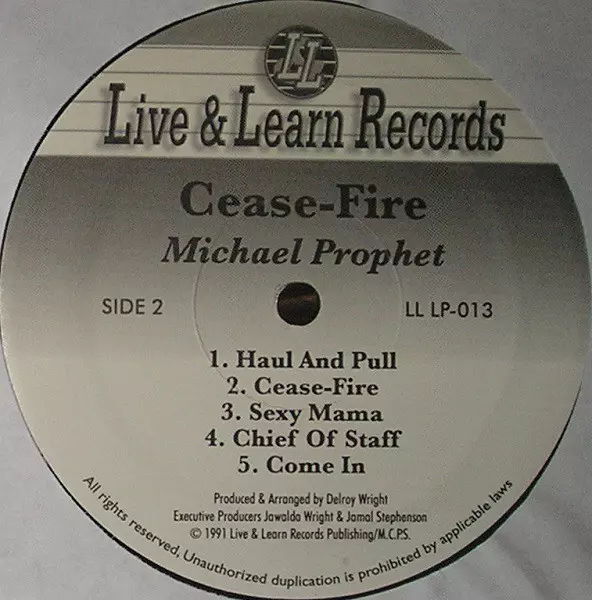 LL
Live & Learn Records
Cease-Fire
Michael Prophet
SIDE 2
LL LP-013
1. Haul And Pull
2. Cease-Fire
3. Sexy Mama
4. Chief Of Staff
5. Come In
Produced & Arranged by Delroy Wright
Executive Producers Jawalda Wright & Jamal Stephenson
© 1991 Live & Learn Records Publishing/M.C.P.S.
All rights reserved, Unauthorized duplication is prohibited by applicable laws